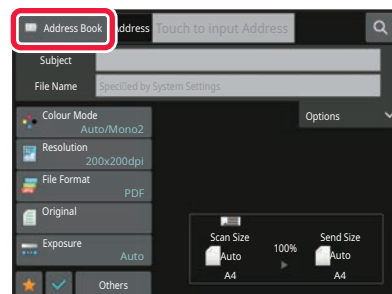 Address Book
Address
Touch to input Address
Subject
File Name
Specified by System Settings
Colour Mode
Auto/Mono2
Options
Resolution
200x200dpi
File Format
PDF
Original
Exposure
Auto
Scan Size
Auto
A4
100%
Send Size
Auto
A4
Others